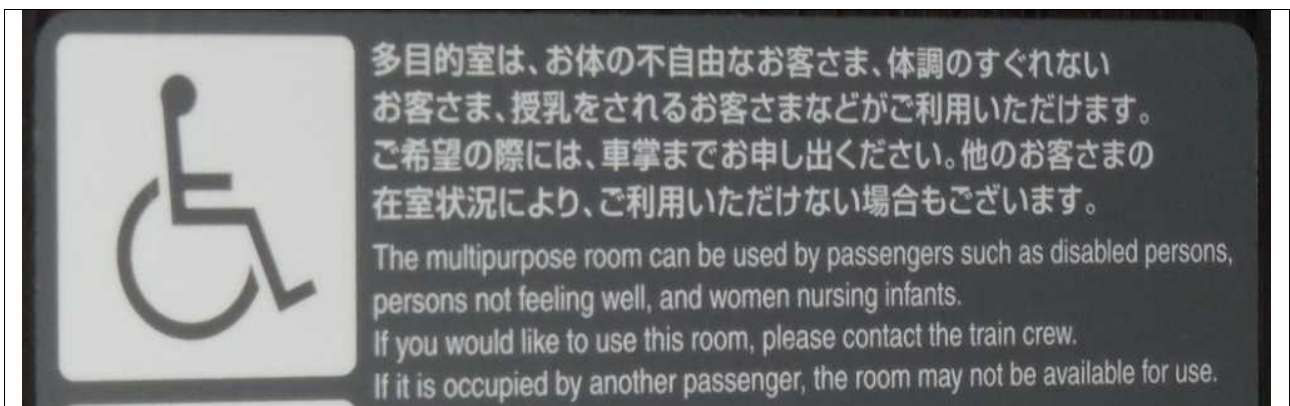 多目的室は、お体の不自由なお客さま、体調のすぐれない
お客さま、授乳をされるお客さまなどがご利用いただけます。
ご希望の際には、車掌までお申し出ください。他のお客さまの
在室状況により、ご利用いただけない場合もございます。
The multipurpose room can be used by passengers such as disabled persons,
persons not feeling well, and women nursing infants.
If you would like to use this room, please contact the train crew.
If it is occupied by another passenger, the room may not be available for use.